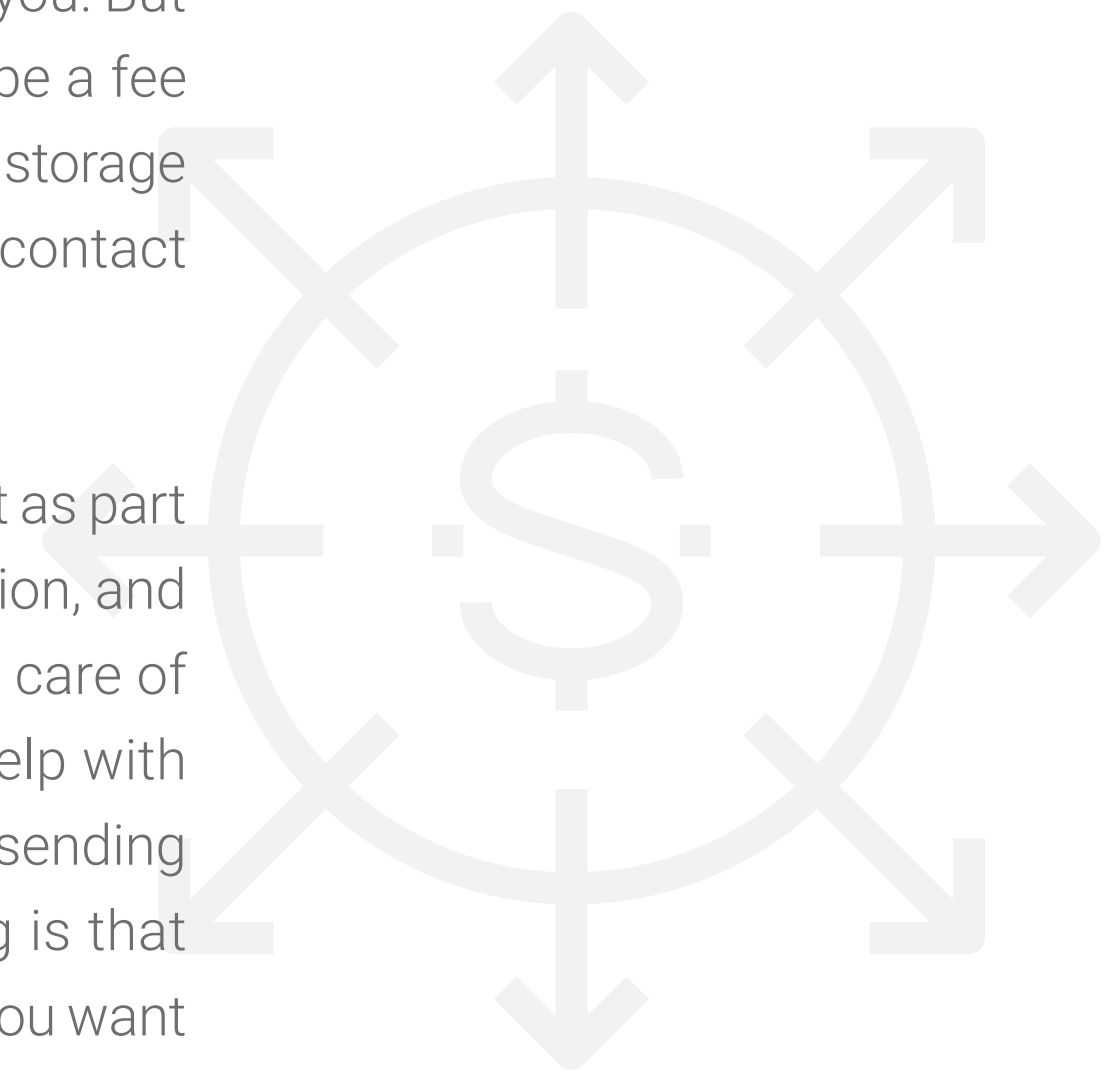 you. But
be a fee
storage
contact
t as part
ion, and
care of
elp with
sending
g is that
ou want
$